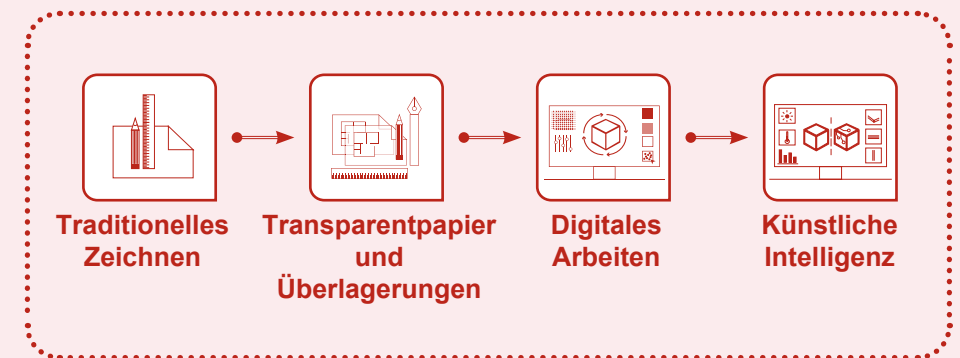 Traditionelles
Zeichnen
Transparentpapier
und
Überlagerungen
Digitales
Arbeiten
Künstliche
Intelligenz